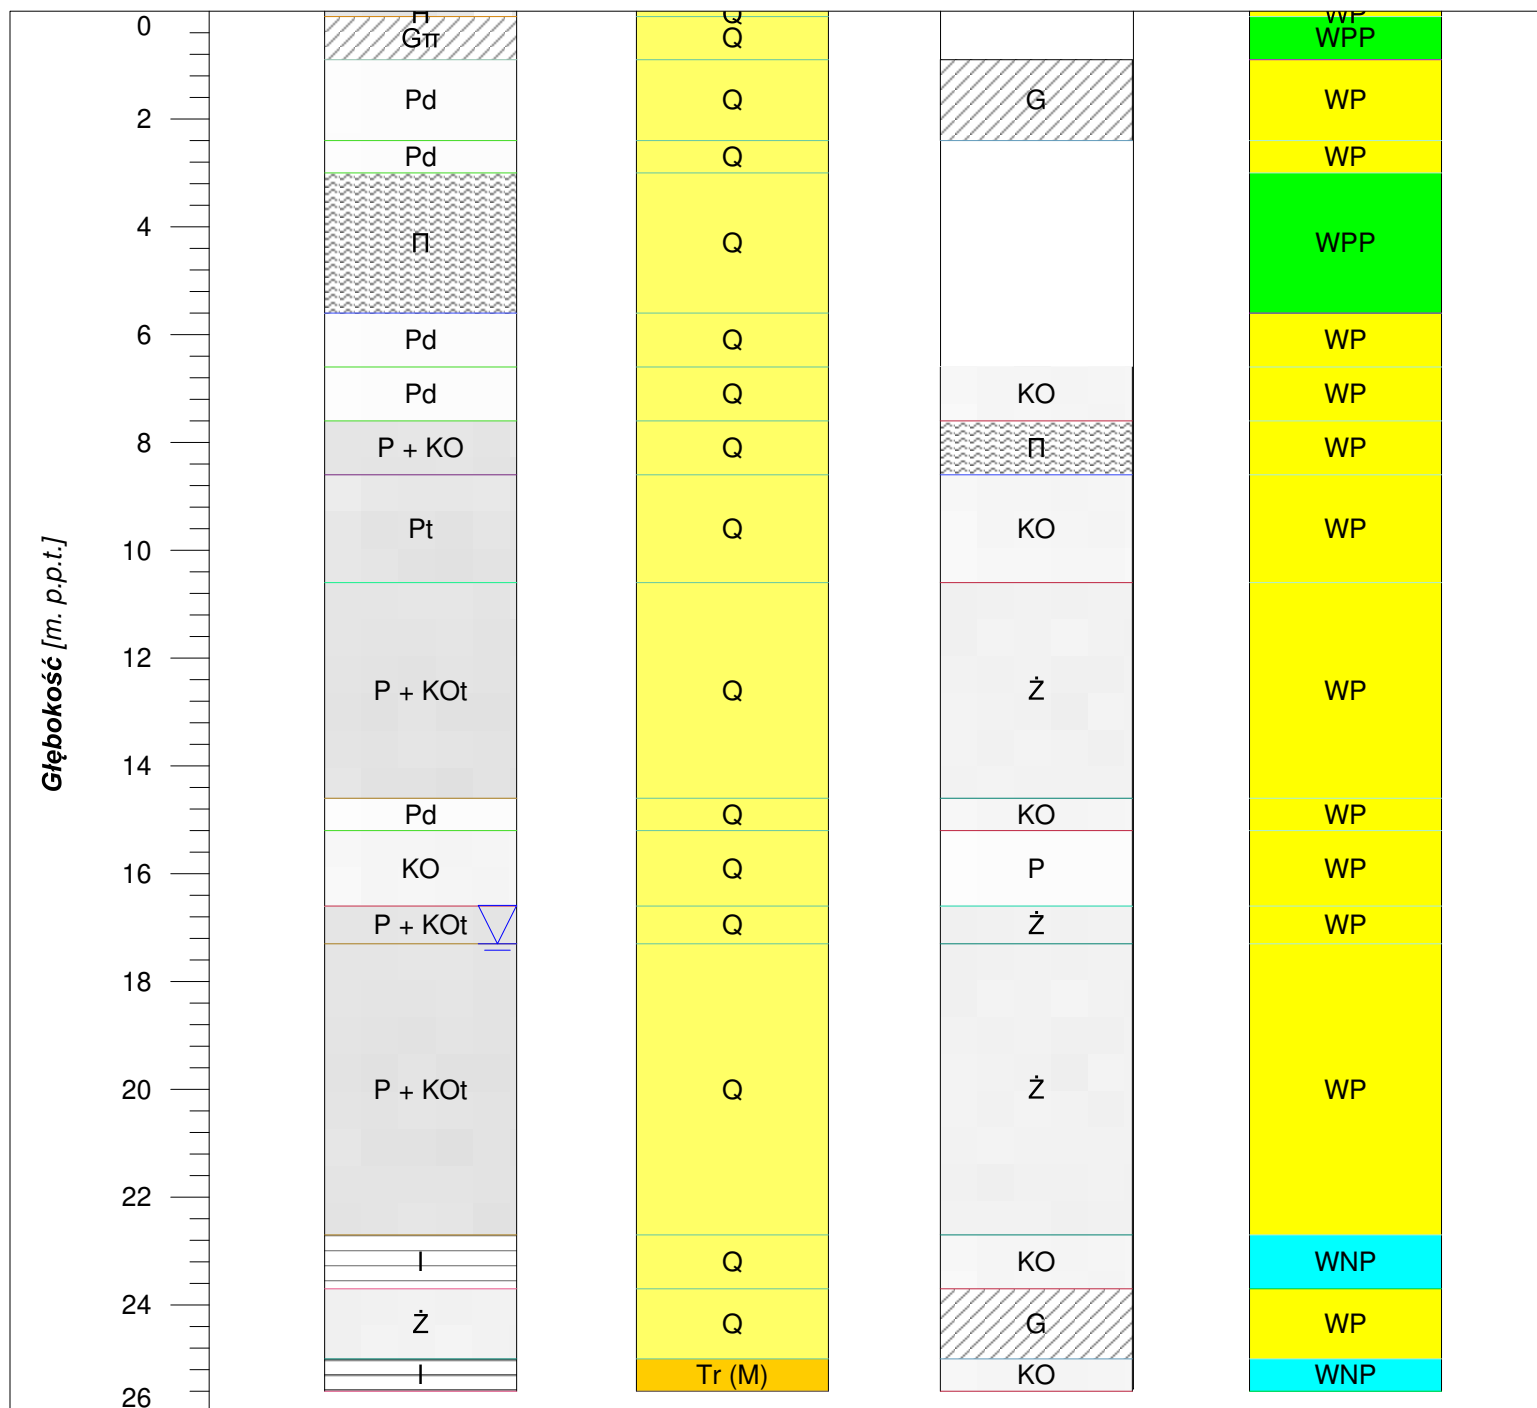 Π Q WP
0 Gπ Q WPP
Pd Q G WP
2
Pd Q WP
4 Π Q WPP
6 Pd Q WP
Pd Q KO WP
8 P + KO Q Π WP
Pt Q KO WP
10
Głębokość [m. p.p.t.]
12 P + KOt Q Ż WP
14
Pd Q KO WP
16 KO Q P WP
P + KOt Q Ż WP
18
20 P + KOt Q Ż WP
22
I Q KO WNP
24 Ż Q G WP
I Tr (M) KO WNP
26